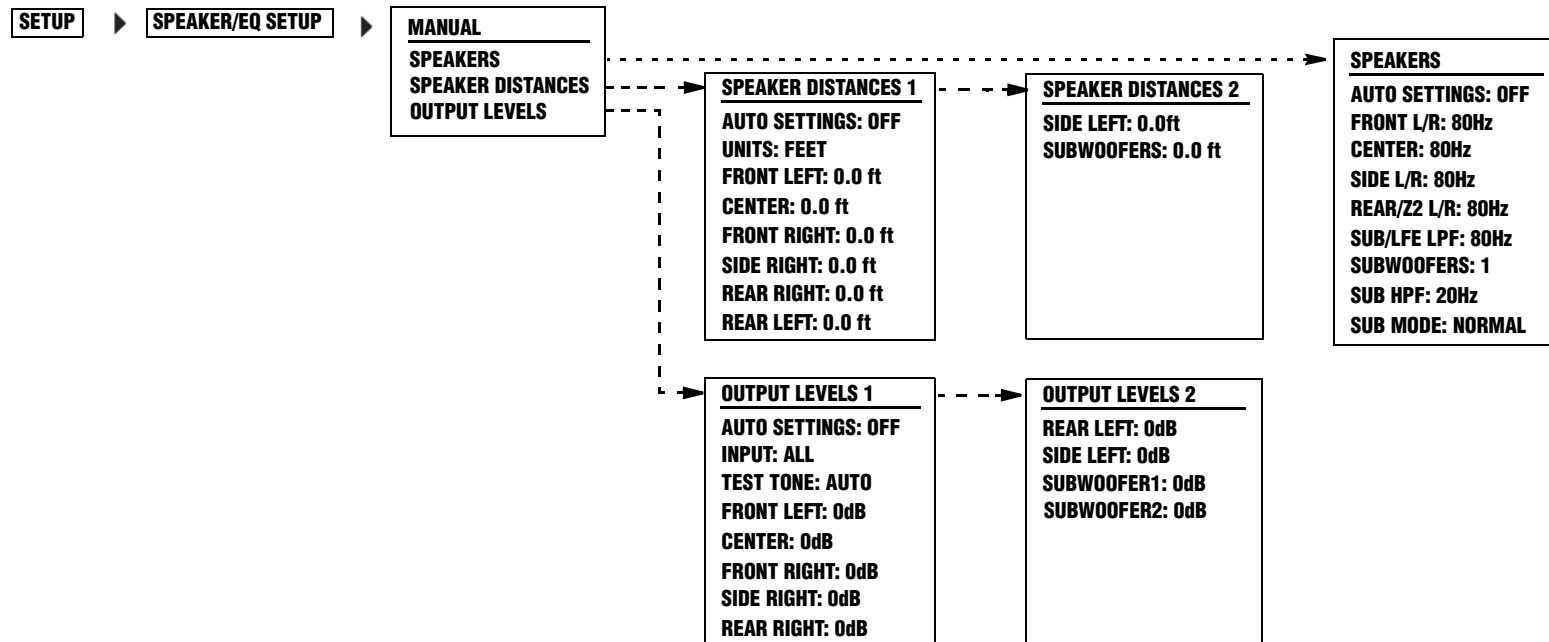 SETUP
SPEAKER/EQ SETUP
MANUAL
SPEAKERS
SPEAKER DISTANCES
OUTPUT LEVELS
SPEAKER DISTANCES 1
AUTO SETTINGS: OFF
UNITS: FEET
FRONT LEFT: 0.0 ft
CENTER: 0.0 ft
FRONT RIGHT: 0.0 ft
SIDE RIGHT: 0.0 ft
REAR RIGHT: 0.0 ft
REAR LEFT: 0.0 ft
SPEAKER DISTANCES 2
SIDE LEFT: 0.0ft
SUBWOOFERS: 0.0 ft
SPEAKERS
AUTO SETTINGS: OFF
FRONT L/R: 80Hz
CENTER: 80Hz
SIDE L/R: 80Hz
REAR/Z2 L/R: 80Hz
SUB/LFE LPF: 80Hz
SUBWOOFERS: 1
SUB HPF: 20Hz
SUB MODE: NORMAL
OUTPUT LEVELS 1
AUTO SETTINGS: OFF
INPUT: ALL
TEST TONE: AUTO
FRONT LEFT: 0dB
CENTER: 0dB
FRONT RIGHT: 0dB
SIDE RIGHT: 0dB
REAR RIGHT: 0dB
OUTPUT LEVELS 2
REAR LEFT: 0dB
SIDE LEFT: 0dB
SUBWOOFER1: 0dB
SUBWOOFER2: 0dB